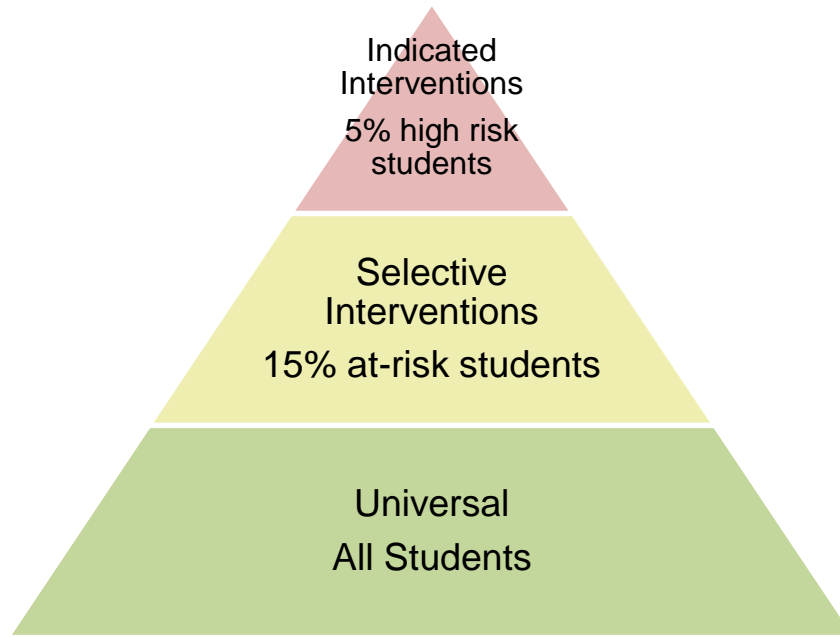 Indicated
Interventions
5% high risk
students
Selective
Interventions
15% at-risk students
Universal
All Students